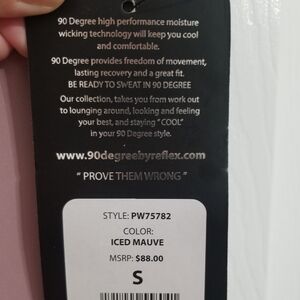 90 Degree high performance moisture
wicking technology will keep you cool
and comfortable.
90 Degree provides freedom of movement,
lasting recovery and a great fit.
BE READY TO SWEAT IN 90 DEGREE
Our collection, takes you from work out
to lounging around, looking and feeling
your best, and staying "COOL"
in your 90 Degree style.
www.90degreebyreflex.com
"PROVE THEM WRONG"
STYLE: PW75782
COLOR:
ICED MAUVE
MSRP: $88.00
S